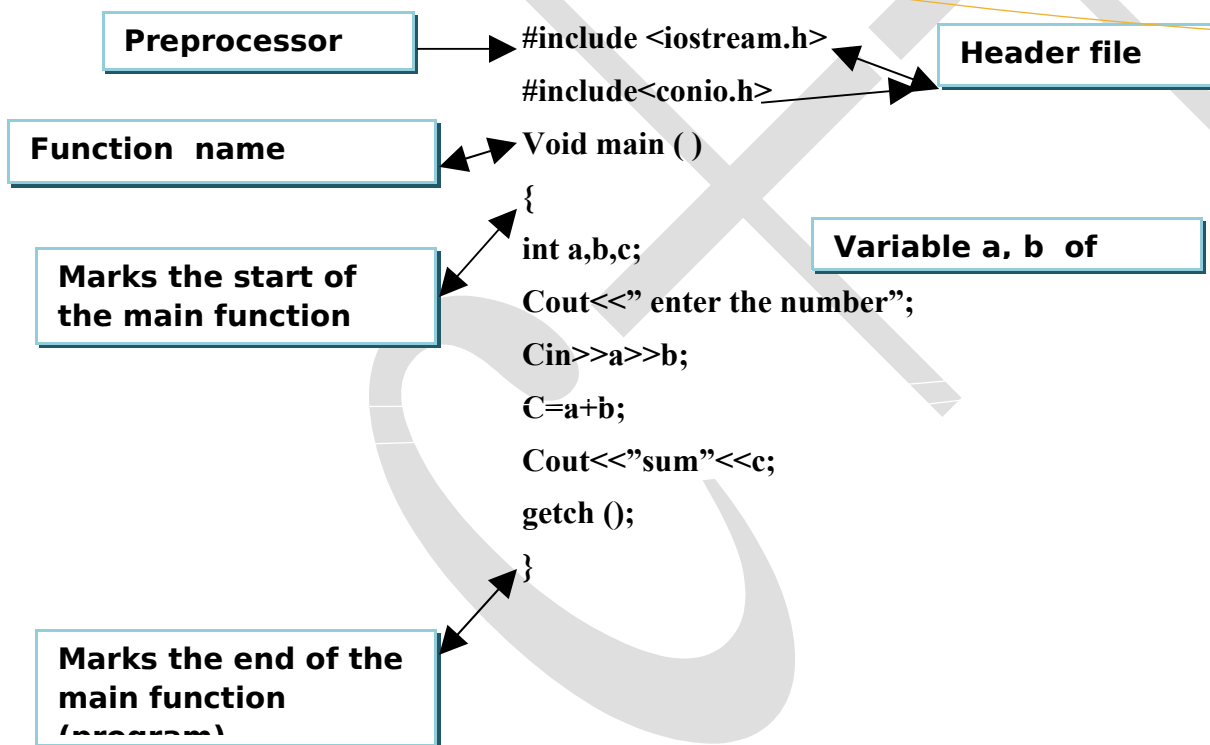 Preprocessor
#include <iostream.h>
Header file
#include<conio.h>
Function  name
Void main ( )
{
Marks the start of
the main function
int a,b,c;
Variable a, b  of
Cout<<” enter the number”;
Cin>>a>>b;
C=a+b;
Cout<<”sum”<<c;
getch ();
}
Marks the end of the
main function
(program)